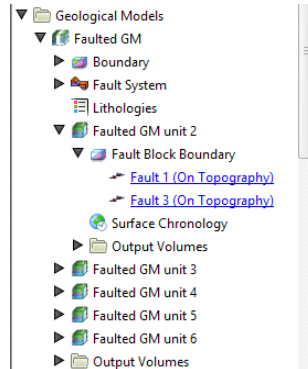 Geological Models
Faulted GM
Boundary
Fault System
Lithologies
Faulted GM unit 2
Fault Block Boundary
Fault 1 (On Topography)
Fault 3 (On Topography)
Surface Chronology
Output Volumes
Faulted GM unit 3
Faulted GM unit 4
Faulted GM unit 5
Faulted GM unit 6
Output Volumes